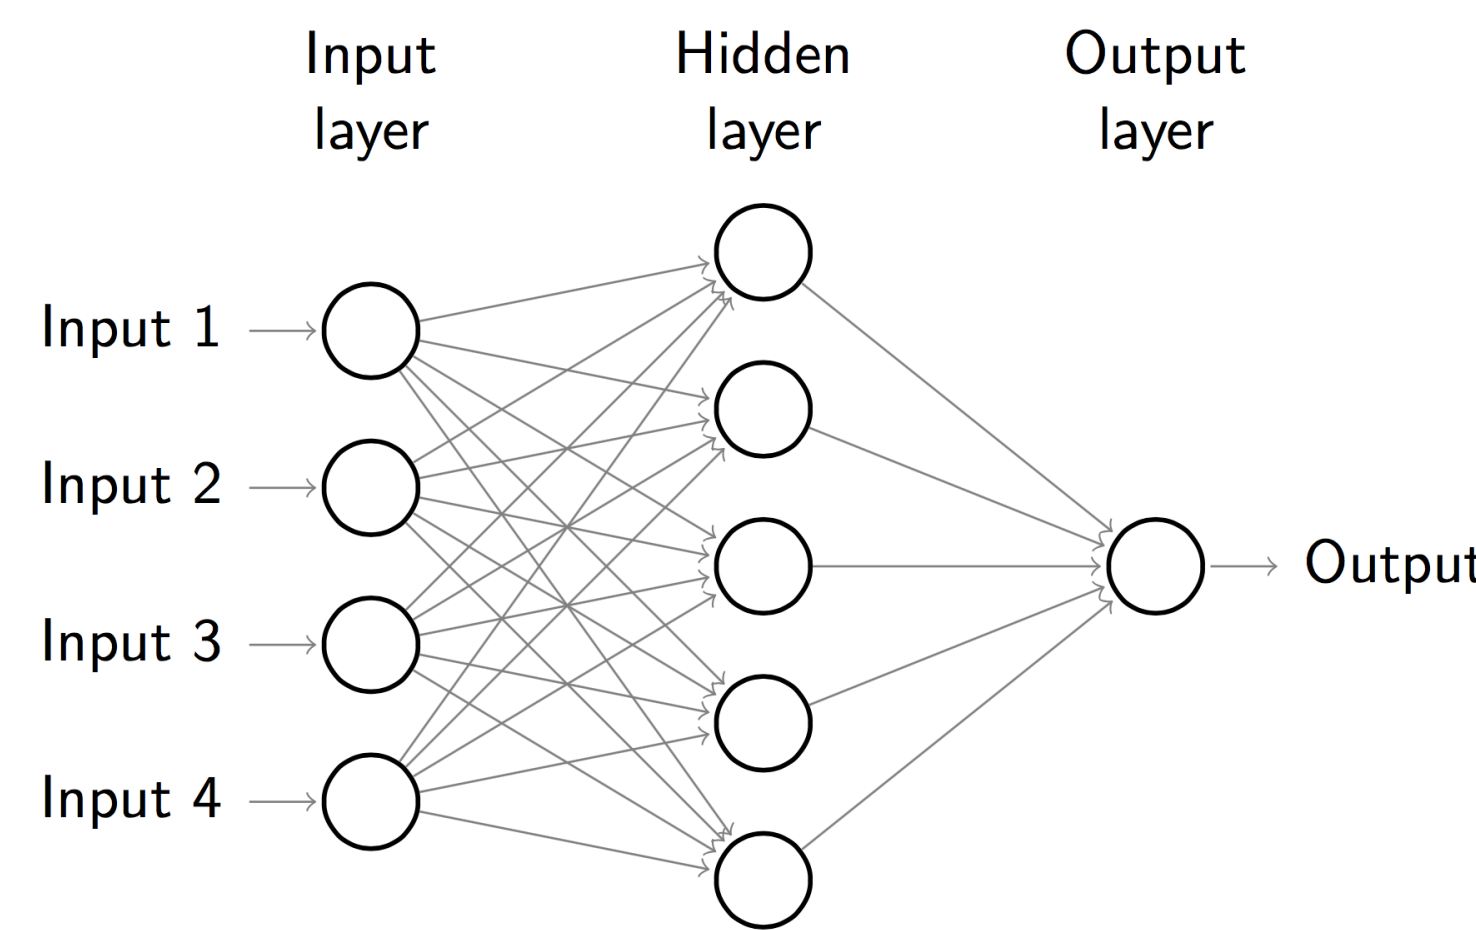 Input
layer
Hidden
layer
Output
layer
Input 1
Input 2
Input 3
Input 4
Output